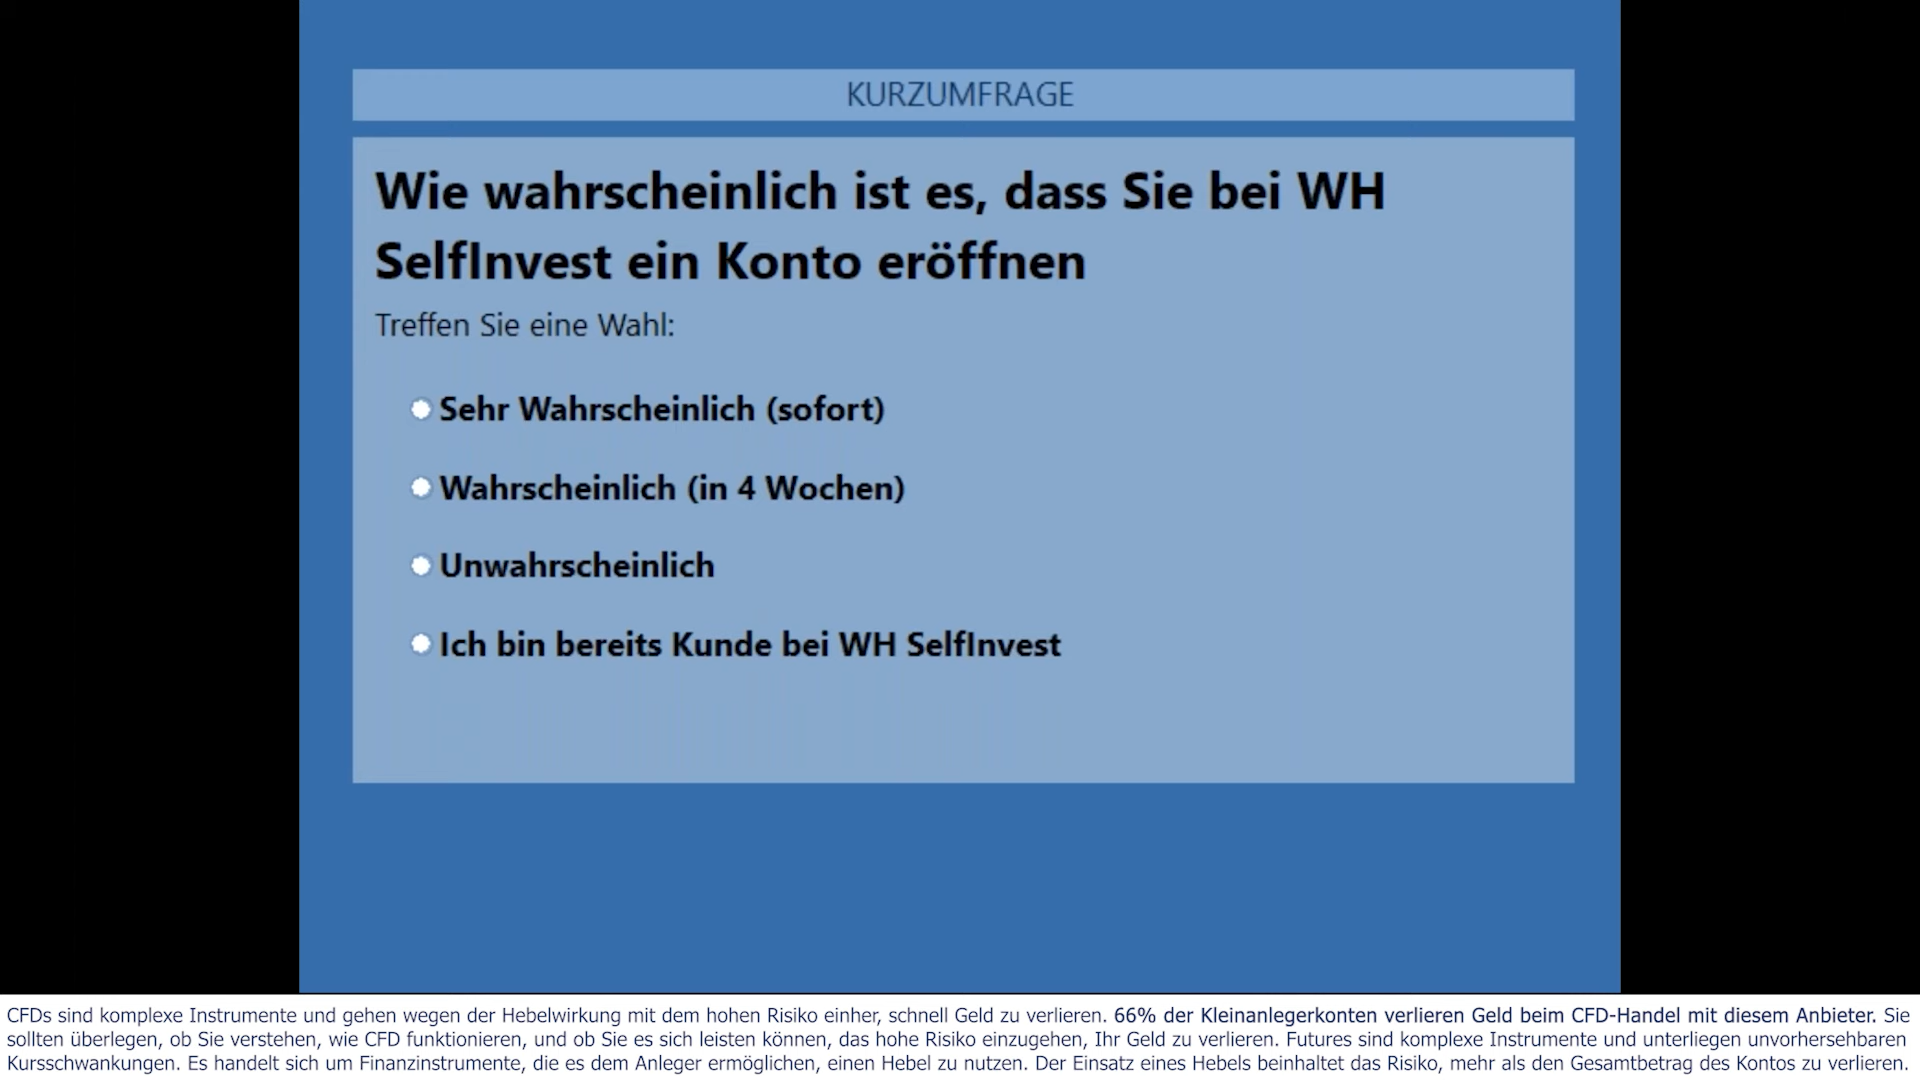 KURZUMFRAGE
Wie wahrscheinlich ist es, dass Sie bei WH
SelfInvest ein Konto eröffnen
Treffen Sie eine Wahl:
Sehr Wahrscheinlich (sofort)
Wahrscheinlich (in 4 Wochen)
Unwahrscheinlich
Ich bin bereits Kunde bei WH SelfInvest
CFDs sind komplexe Instrumente und gehen wegen der Hebelwirkung mit dem hohen Risiko einher, schnell Geld zu verlieren. 66% der Kleinanlegerkonten verlieren Geld beim CFD-Handel mit diesem Anbieter. Sie
sollten überlegen, ob Sie verstehen, wie CFD funktionieren, und ob Sie es sich leisten können, das hohe Risiko einzugehen, Ihr Geld zu verlieren. Futures sind komplexe Instrumente und unterliegen unvorhersehbaren
Kursschwankungen. Es handelt sich um Finanzinstrumente, die es dem Anleger ermöglichen, einen Hebel zu nutzen. Der Einsatz eines Hebels beinhaltet das Risiko, mehr als den Gesamtbetrag des Kontos zu verlieren.